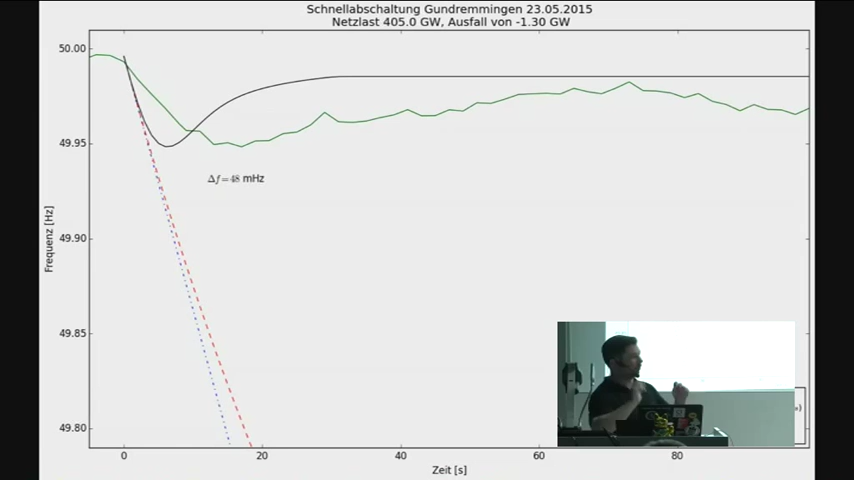 Schnellabschaltung Gundremmingen 23.05.2015
Netzlast 405.0 GW, Ausfall von -1.30 GW
50.00
49.95
49.90
49.85
49.80
Frequenz [Hz]
Δf=48 mHz
0
20
40
60
80
Zeit [s]